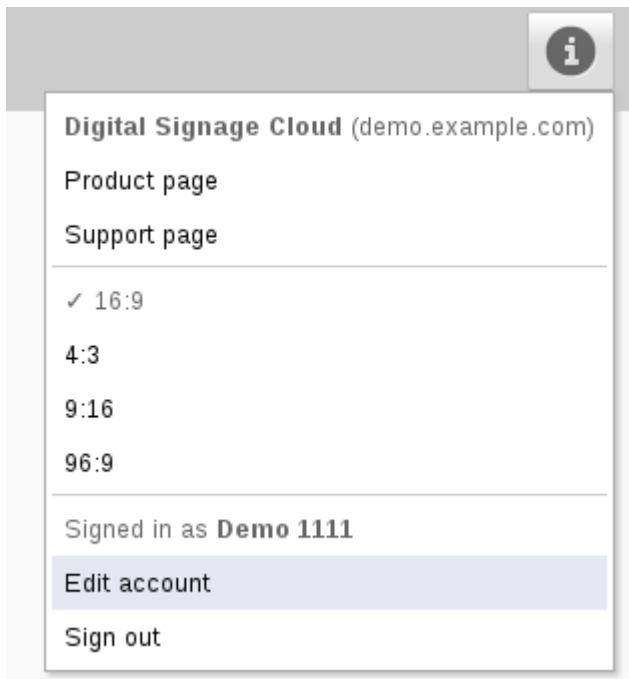 Digital Signage Cloud (demo.example.com)
Product page
Support page
✓ 16:9
4:3
9:16
96:9
Signed in as Demo 1111
Edit account
Sign out